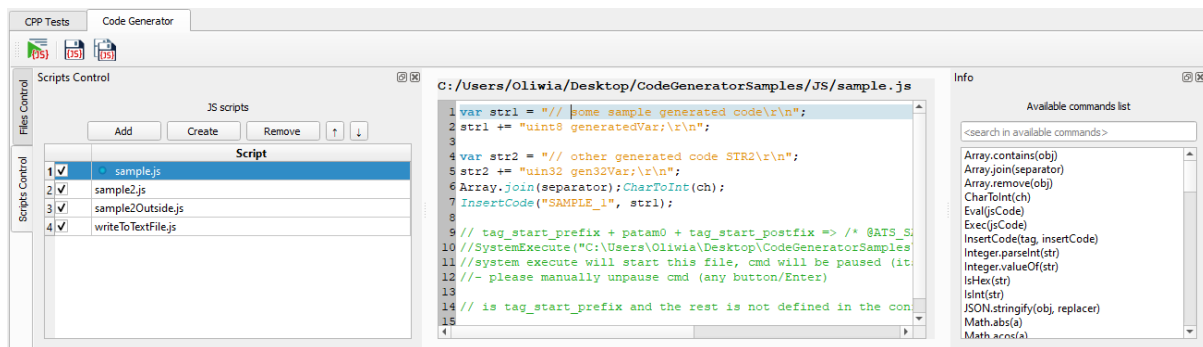 CPP Tests
Code Generator
{JS}
{JS}
{JS}
Files Control
Scripts Control
Scripts Control
JS scripts
Add
Create
Remove
↑
↓
Script
1 sample.js
2 sample2.js
3 sample2Outside.js
4 writeToTextFile.js
C:/Users/Oliwia/Desktop/CodeGeneratorSamples/JS/sample.js
1 var str1 = "// some sample generated code\r\n";
2 str1 += "uint8 generatedVar;\r\n";
3
4 var str2 = "// other generated code STR2\r\n";
5 str2 += "uin32 gen32Var;\r\n";
6 Array.join(separator);CharToInt(ch);
7 InsertCode("SAMPLE_1", str1);
8
9 // tag_start_prefix + patam0 + tag_start_postfix => /* @ATS_SA
10 //SystemExecute("C:\Users\Oliwia\Desktop\CodeGeneratorSamples\
11 //system execute will start this file, cmd will be paused (it
12 //- please manually unpause cmd (any button/Enter)
13
14 // is tag_start_prefix and the rest is not defined in the con
15
Info
Available commands list
<search in available commands>
Array.contains(obj)
Array.join(separator)
Array.remove(obj)
CharToInt(ch)
Eval(jsCode)
Exec(jsCode)
InsertCode(tag, insertCode)
Integer.parseInt(str)
Integer.valueOf(str)
IsHex(str)
IsInt(str)
JSON.stringify(obj, replacer)
Math.abs(a)
Math.acos(a)